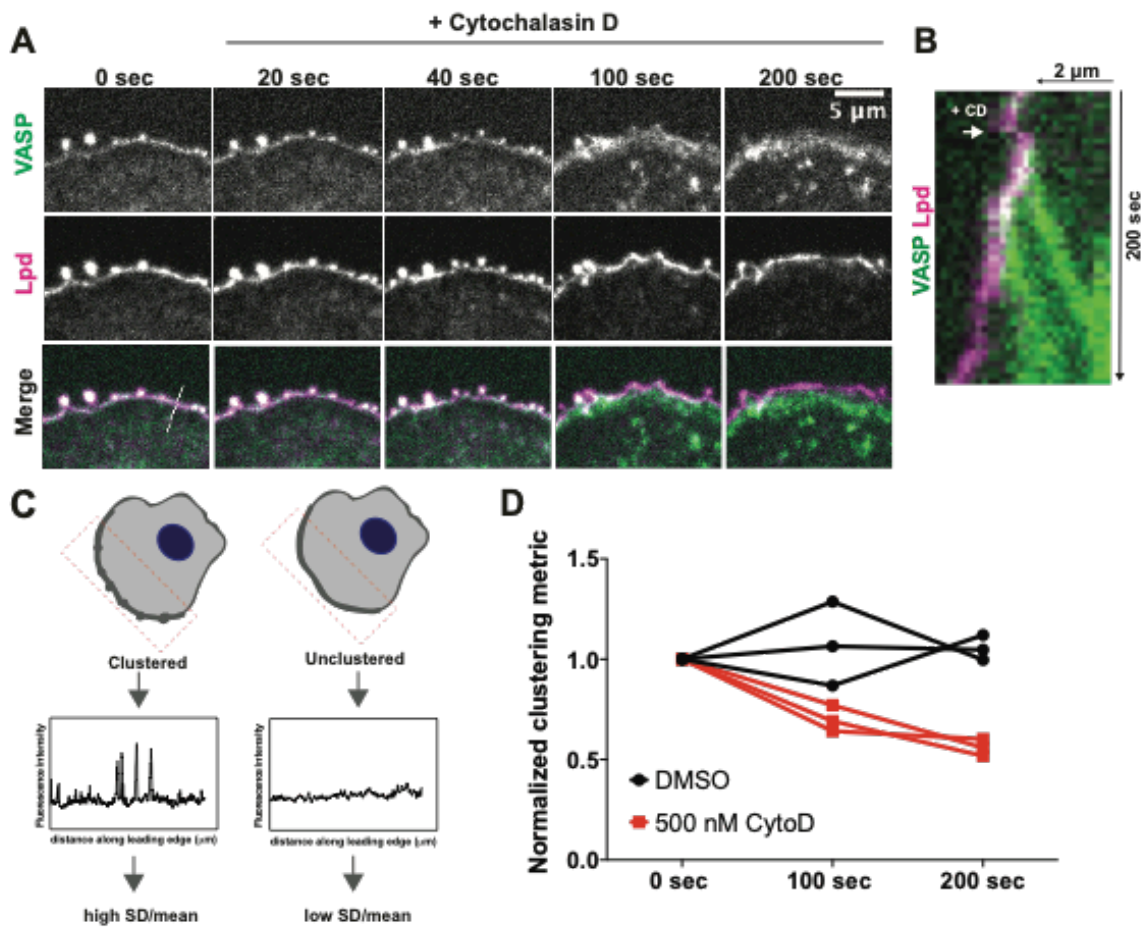 A
+ Cytochalasin D
0 sec 20 sec 40 sec 100 sec 200 sec
5 µm
VASP
Lpd
Merge
B
2 µm
+ CD
200 sec
VASP Lpd
C
Clustered
Unclustered
Fluorescence intensity
distance along leading edge (µm)
Fluorescence intensity
distance along leading edge (µm)
high SD/mean
low SD/mean
D
Normalized clustering metric
1.5
1.0
0.5
0.0
DMSO
500 nM CytoD
0 sec 100 sec 200 sec